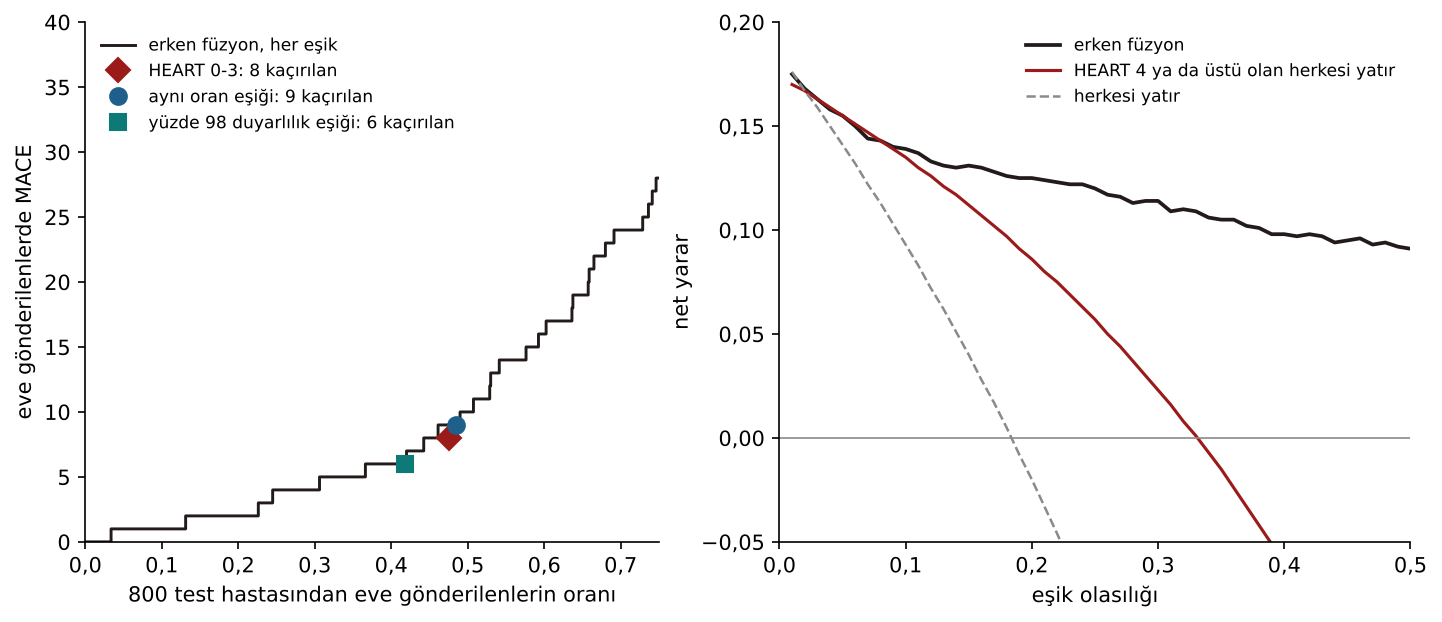 40
35
30
25
20
15
10
5
0
eve gönderilenlerde MACE
erken füzyon, her eşik
HEART 0-3: 8 kaçırılan
aynı oran eşiği: 9 kaçırılan
yüzde 98 duyarlılık eşiği: 6 kaçırılan
0,0 0,1 0,2 0,3 0,4 0,5 0,6 0,7
800 test hastasından eve gönderilenlerin oranı
0,20
0,15
0,10
0,05
0,00
−0,05
net yarar
erken füzyon
HEART 4 ya da üstü olan herkesi yatır
herkesi yatır
0,0 0,1 0,2 0,3 0,4 0,5
eşik olasılığı